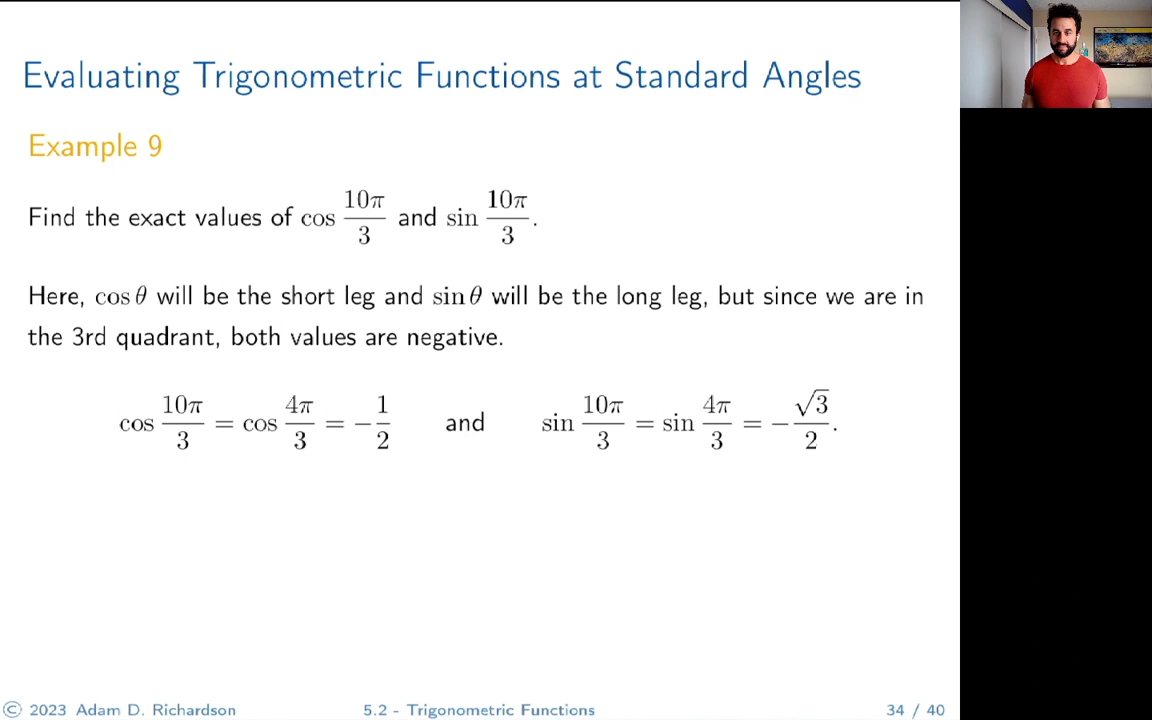 Evaluating Trigonometric Functions at Standard Angles
Example 9
Find the exact values of cos 10π/3 and sin 10π/3.
Here, cos θ will be the short leg and sin θ will be the long leg, but since we are in
the 3rd quadrant, both values are negative.
cos 10π/3 = cos 4π/3 = −1/2 and sin 10π/3 = sin 4π/3 = −√3/2.
© 2023 Adam D. Richardson 5.2 - Trigonometric Functions 34 / 40